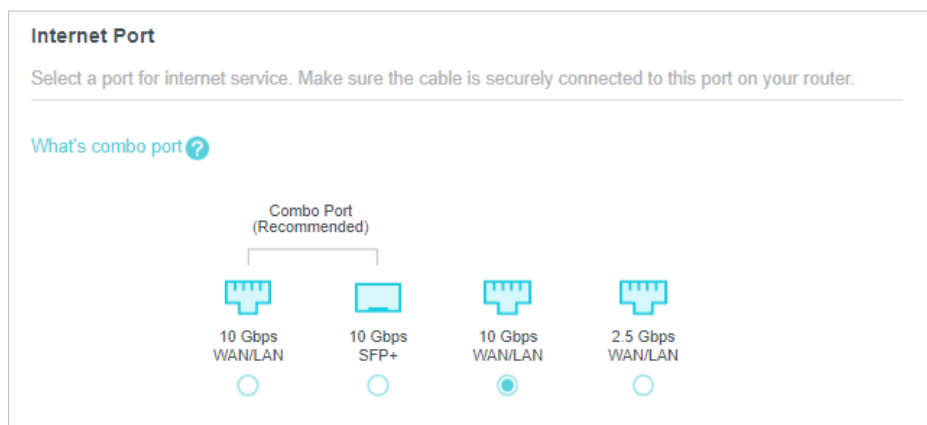 Internet Port
Select a port for internet service. Make sure the cable is securely connected to this port on your router.
What's combo port ?
Combo Port
(Recommended)
10 Gbps
WAN/LAN
10 Gbps
SFP+
10 Gbps
WAN/LAN
2.5 Gbps
WAN/LAN